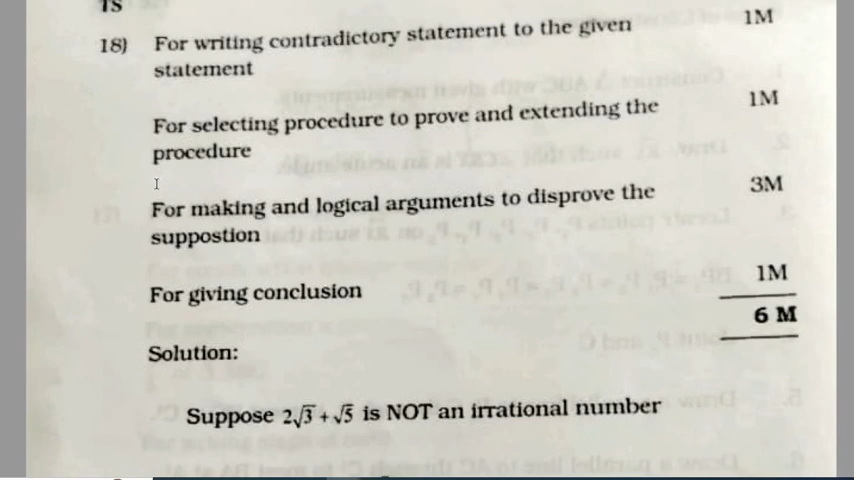 TS
18) For writing contradictory statement to the given 1M
statement
For selecting procedure to prove and extending the 1M
procedure
For making and logical arguments to disprove the 3M
suppostion
For giving conclusion 1M
6 M
Solution:
Suppose 2√3 + √5 is NOT an irrational number